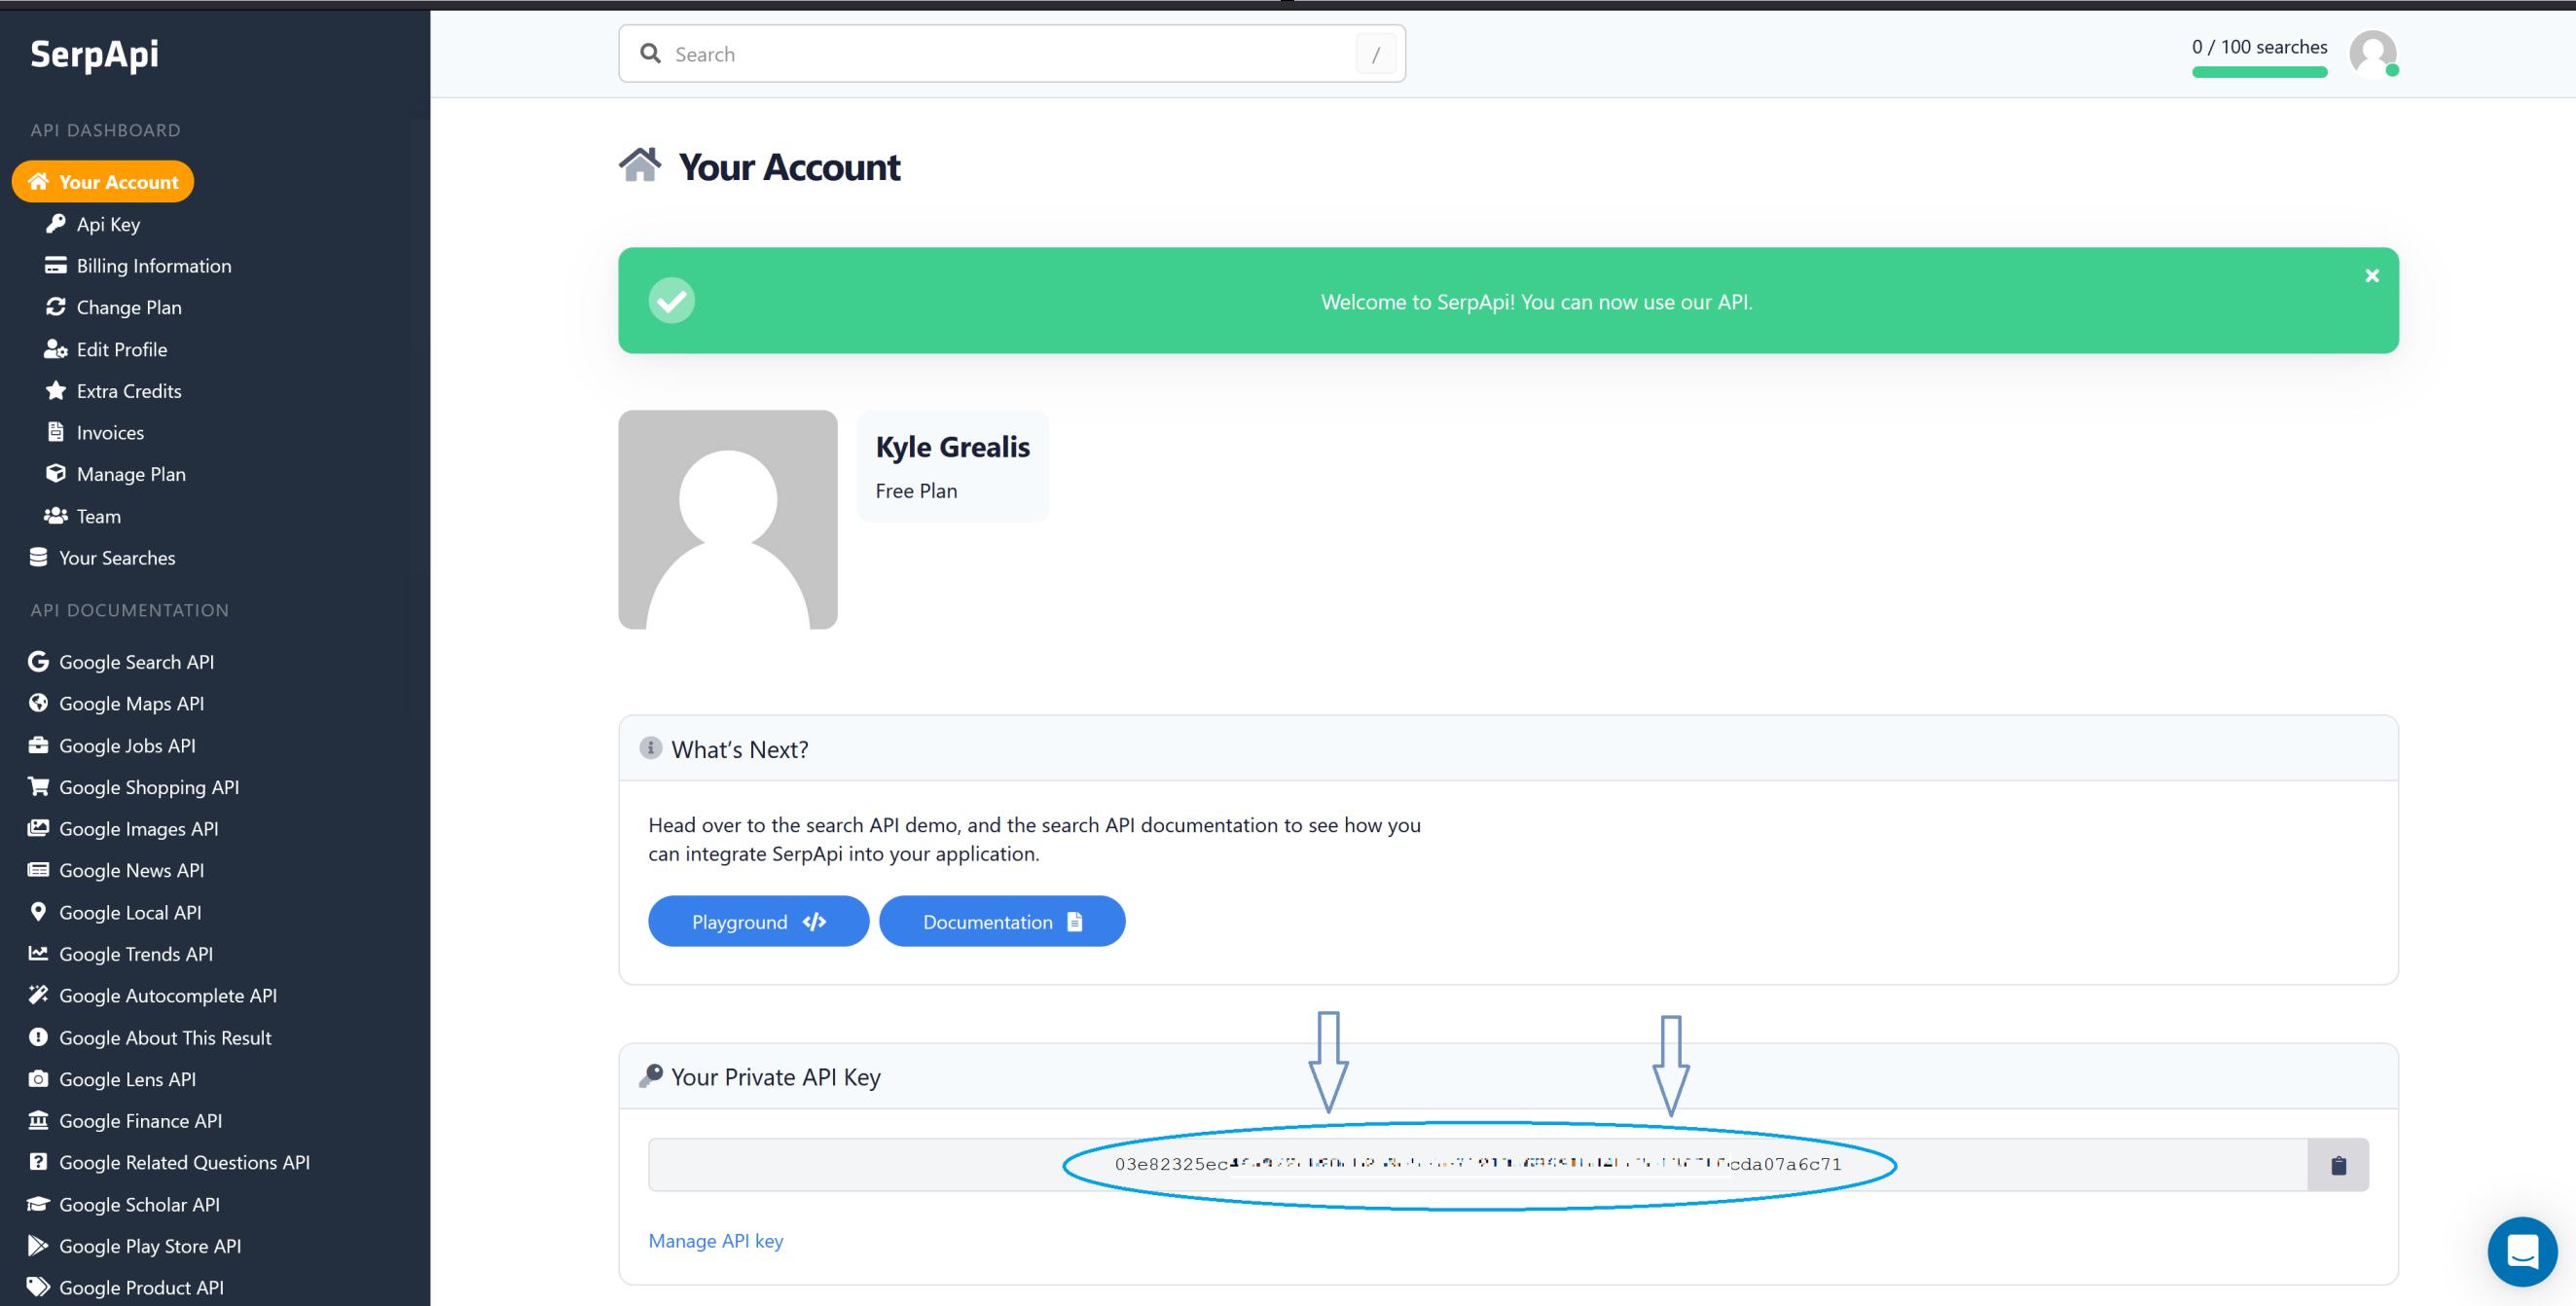 SerpApi
Search
/
0 / 100 searches
API DASHBOARD
Your Account
Api Key
Billing Information
Change Plan
Edit Profile
Extra Credits
Invoices
Manage Plan
Team
Your Searches
API DOCUMENTATION
Google Search API
Google Maps API
Google Jobs API
Google Shopping API
Google Images API
Google News API
Google Local API
Google Trends API
Google Autocomplete API
Google About This Result
Google Lens API
Google Finance API
Google Related Questions API
Google Scholar API
Google Play Store API
Google Product API
Your Account
Welcome to SerpApi! You can now use our API.
Kyle Grealis
Free Plan
What's Next?
Head over to the search API demo, and the search API documentation to see how you
can integrate SerpApi into your application.
Playground
Documentation
Your Private API Key
03e82325ec cda07a6c71
Manage API key